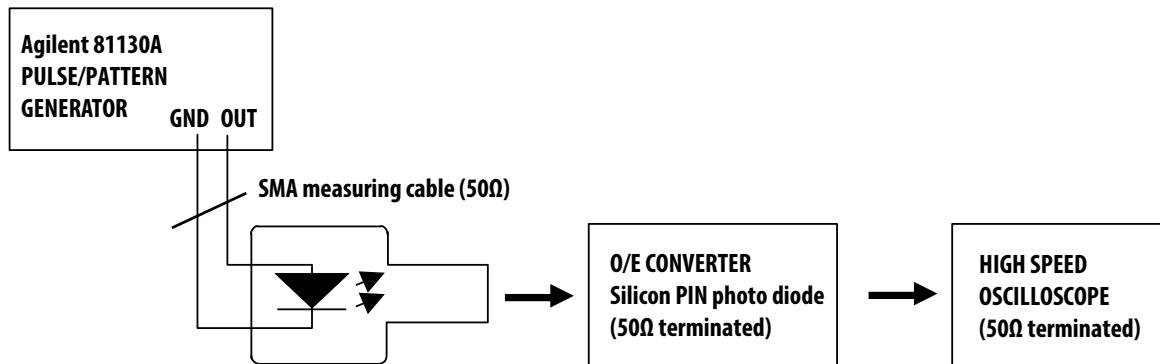 Agilent 81130A
PULSE/PATTERN
GENERATOR
GND OUT
SMA measuring cable (50Ω)
O/E CONVERTER
Silicon PIN photo diode
(50Ω terminated)
HIGH SPEED
OSCILLOSCOPE
(50Ω terminated)